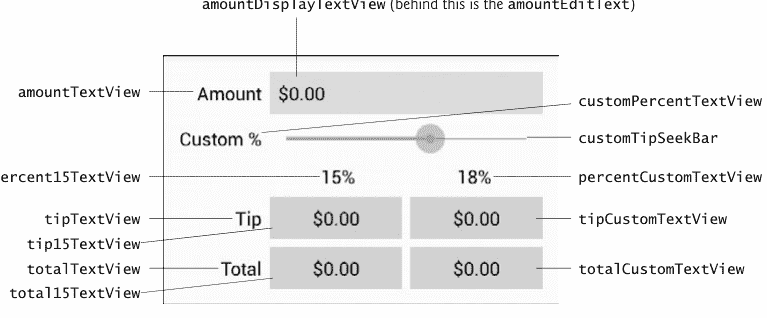 amountDisplayTextView (behind this is the amountEditText)
amountTextView
Amount
$0.00
customPercentTextView
Custom %
customTipSeekBar
ercent15TextView
15%
18%
percentCustomTextView
tipTextView
Tip
$0.00
$0.00
tipCustomTextView
tip15TextView
totalTextView
Total
$0.00
$0.00
totalCustomTextView
total15TextView